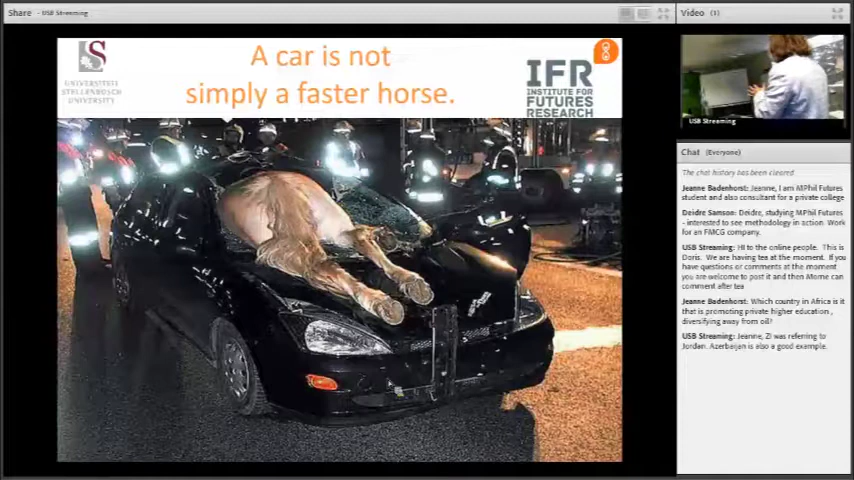 Share - USB Streaming
Video (1)
UNIVERSITEIT
STELLENBOSCH
UNIVERSITY
A car is not
simply a faster horse.
IFR
INSTITUTE FOR
FUTURES
RESEARCH
USB Streaming
Chat (Everyone)
The chat history has been cleared
Jeanne Badenhorst: Jeanne, I am MPhil Futures
student and also consultant for a private college
Deidre Samson: Deidre, studying MPhil Futures
- interested to see methodology in action. Work
for an FMCG company.
USB Streaming: Hi to the online people. This is
Doris. We are having tea at the moment. If you
have questions or comments at the moment
you are welcome to post it and then Morne can
comment after tea
Jeanne Badenhorst: Which country in Africa is it
that is promoting private higher education ,
diversifying away from oil?
USB Streaming: Jeanne, Zi was referring to
Jordan. Azerbaijan is also a good example.